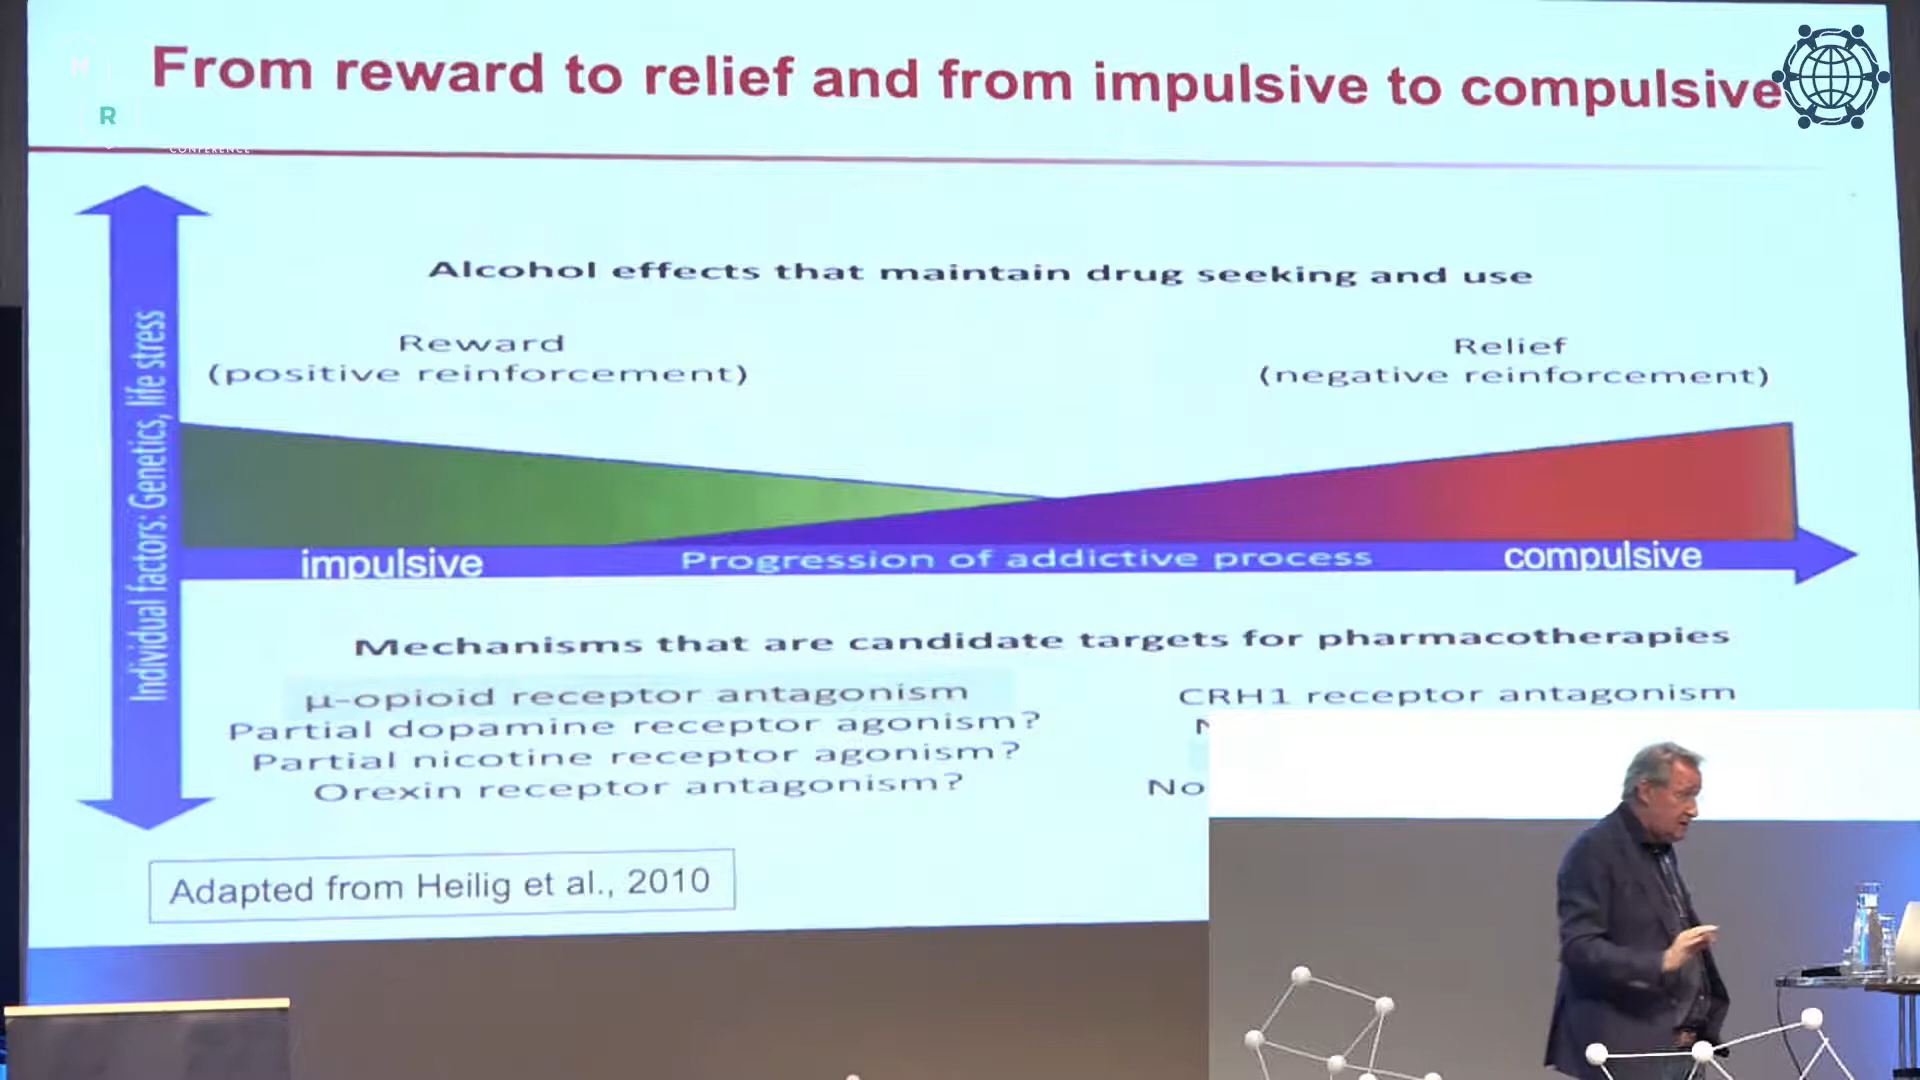 From reward to relief and from impulsive to compulsive
R
CONFERENCE
Individual factors: Genetics, life stress
Alcohol effects that maintain drug seeking and use
Reward
(positive reinforcement)
Relief
(negative reinforcement)
impulsive
Progression of addictive process
compulsive
Mechanisms that are candidate targets for pharmacotherapies
μ-opioid receptor antagonism
Partial dopamine receptor agonism?
Partial nicotine receptor agonism?
Orexin receptor antagonism?
CRH1 receptor antagonism
No
Adapted from Heilig et al., 2010